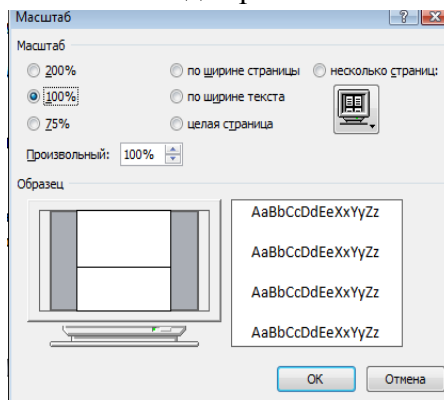 Масштаб
Масштаб
200% по ширине страницы несколько страниц:
100% по ширине текста
75% целая страница
Произвольный: 100%
Образец
AaBbCcDdEeXxYyZz
AaBbCcDdEeXxYyZz
AaBbCcDdEeXxYyZz
AaBbCcDdEeXxYyZz
ОК Отмена